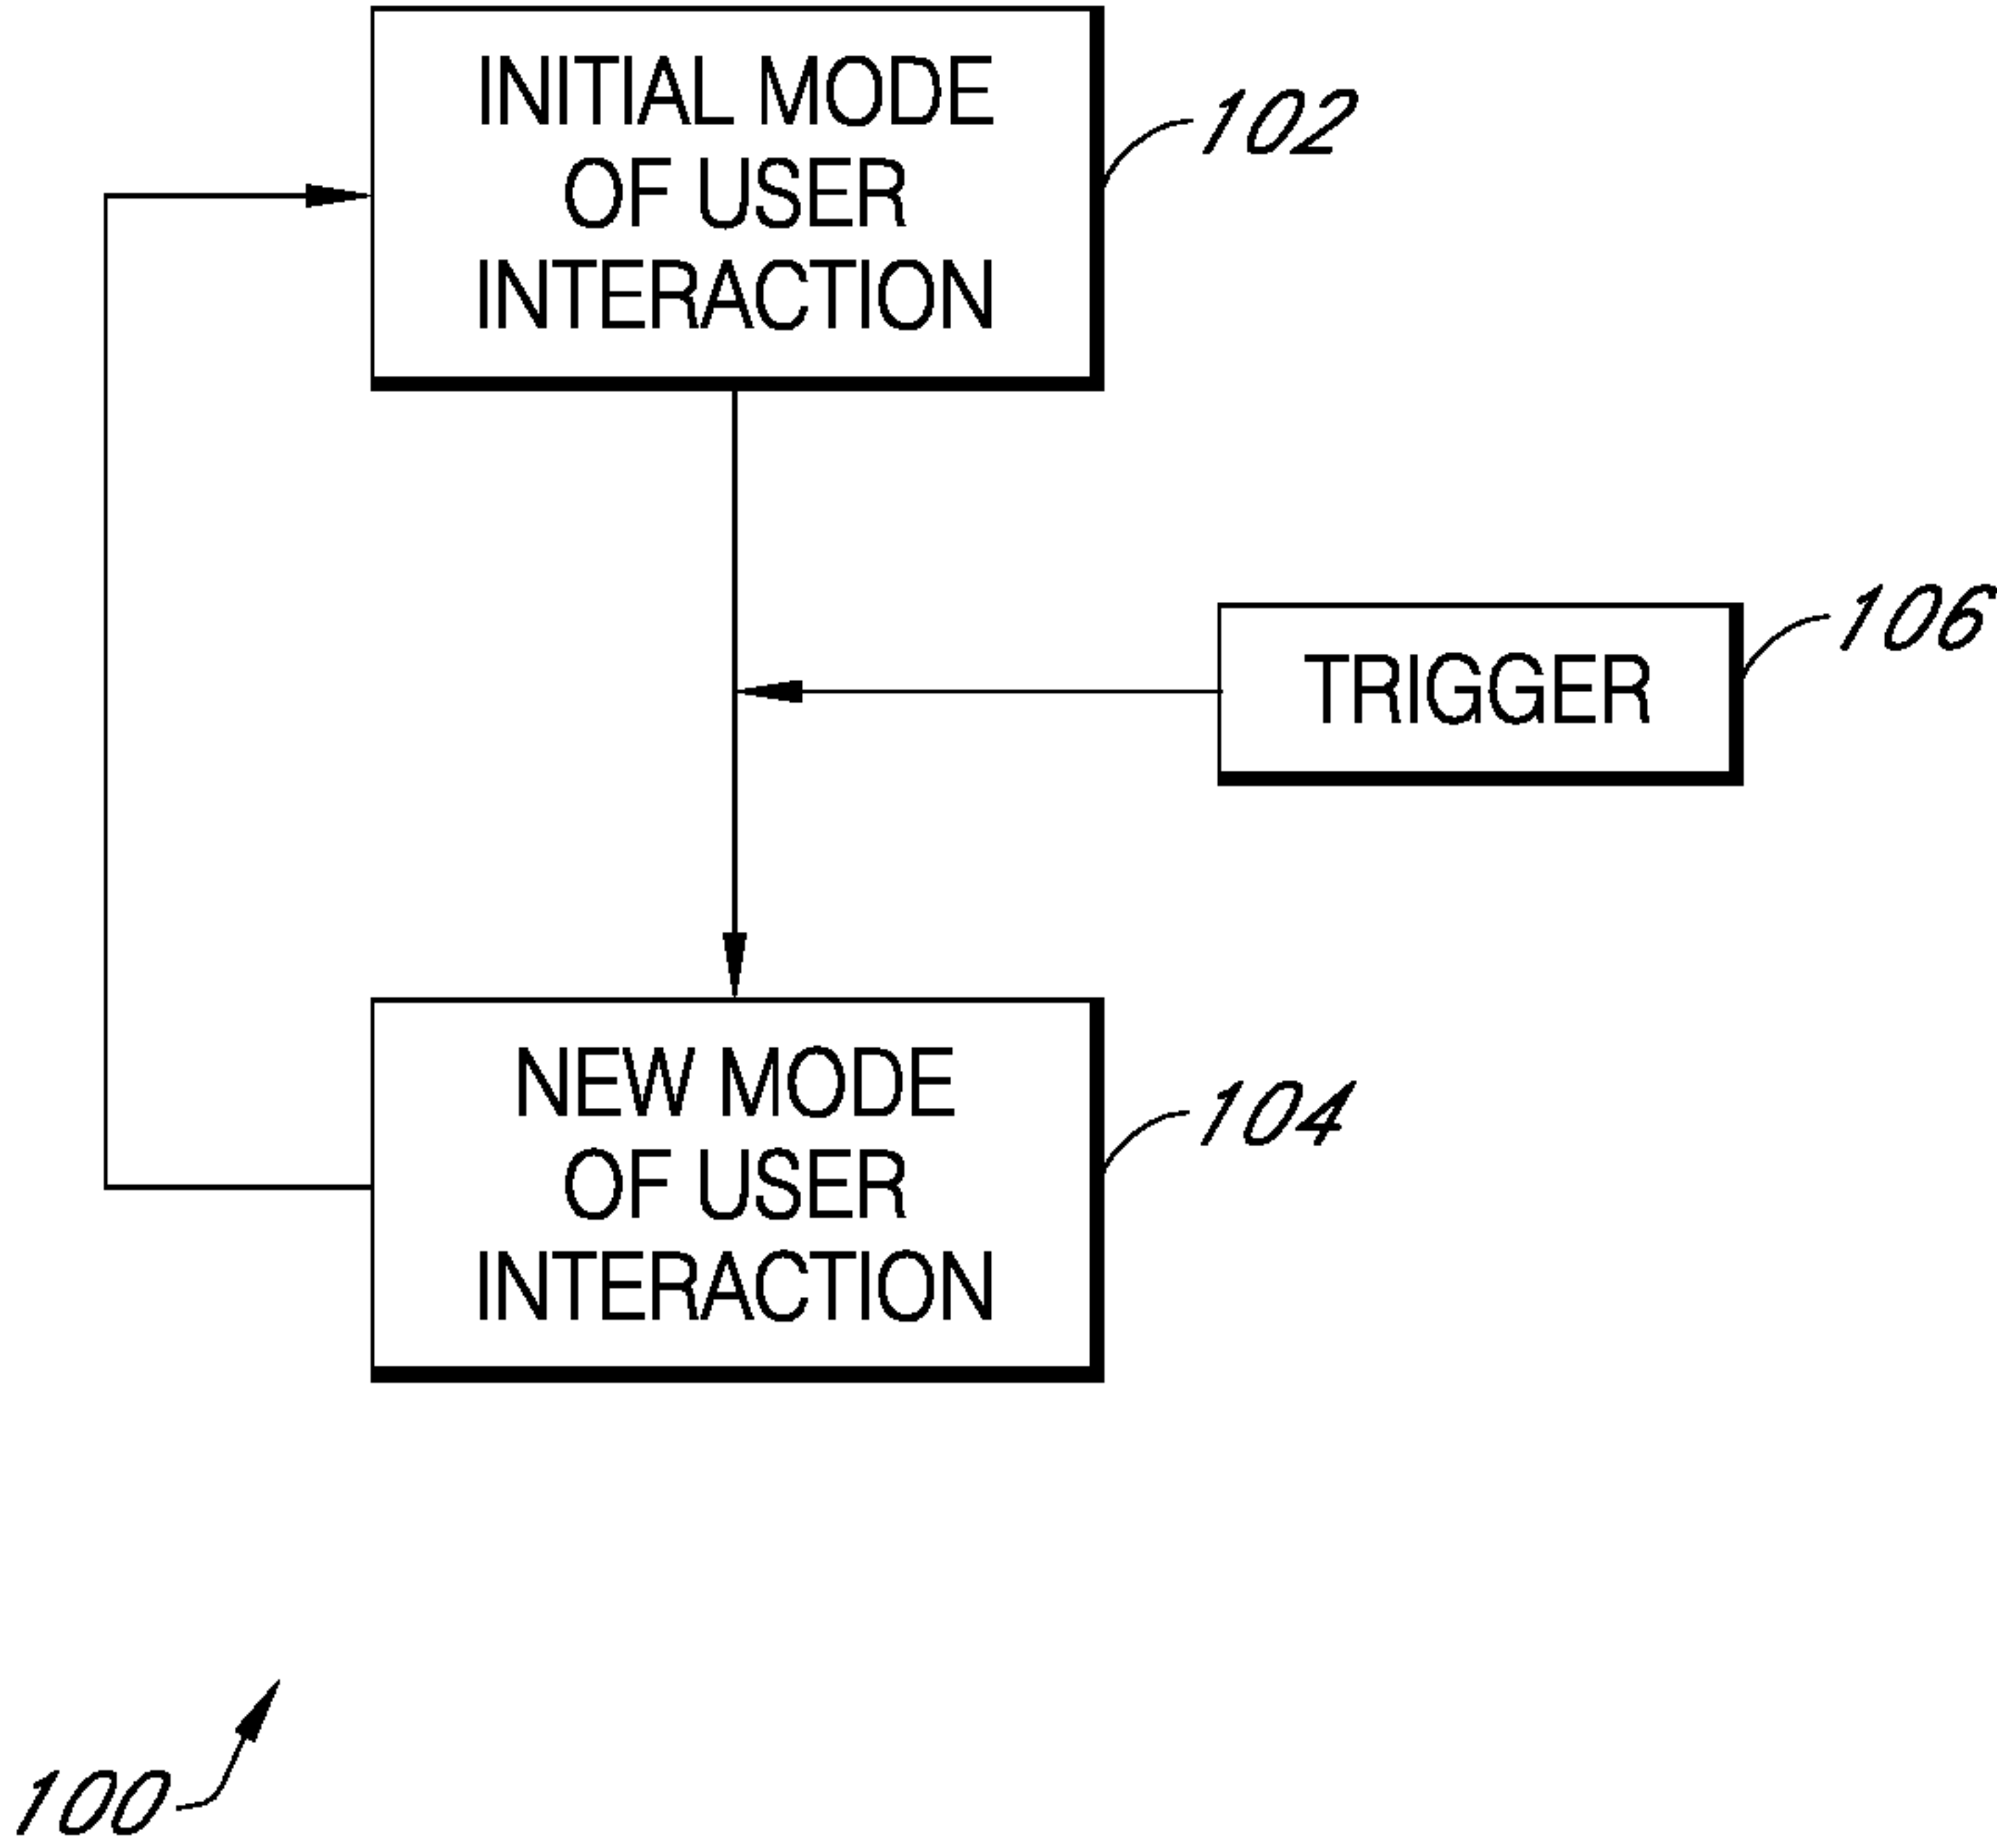 INITIAL MODE
OF USER
INTERACTION
102
TRIGGER
106
NEW MODE
OF USER
INTERACTION
104
100